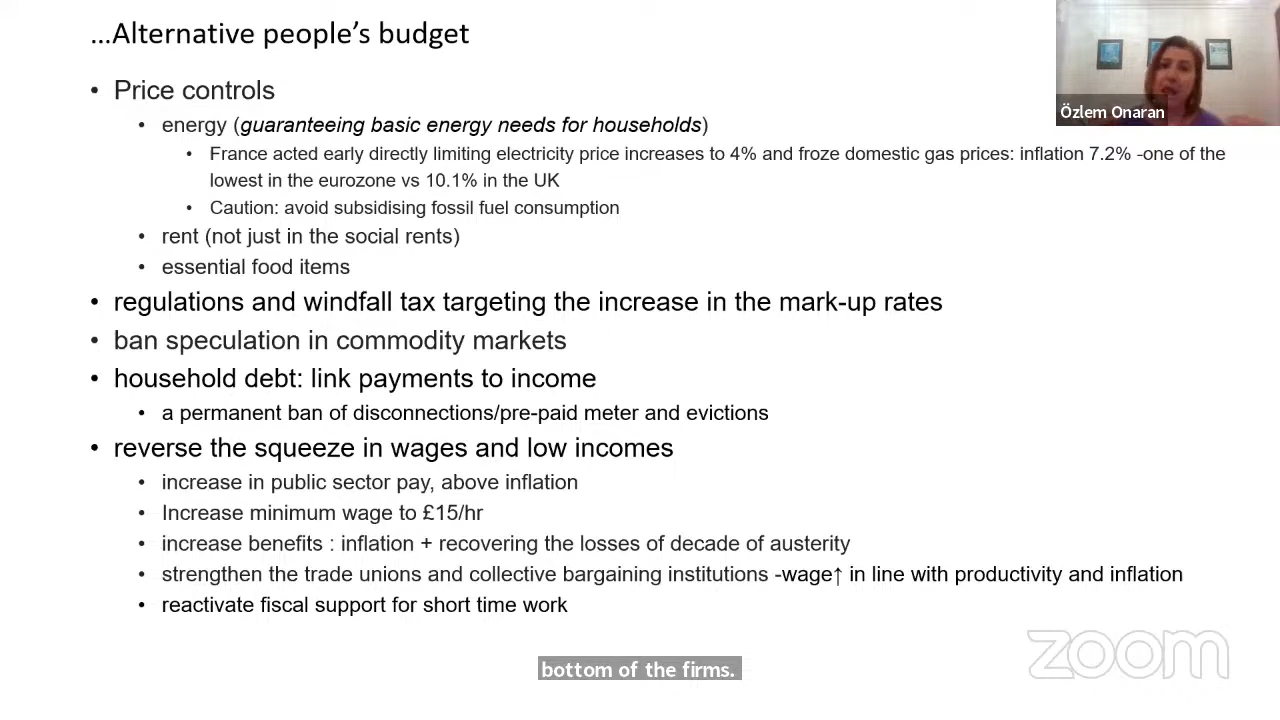 …Alternative people's budget
Özlem Onaran
• Price controls
• energy (guaranteeing basic energy needs for households)
• France acted early directly limiting electricity price increases to 4% and froze domestic gas prices: inflation 7.2% -one of the
lowest in the eurozone vs 10.1% in the UK
• Caution: avoid subsidising fossil fuel consumption
• rent (not just in the social rents)
• essential food items
• regulations and windfall tax targeting the increase in the mark-up rates
• ban speculation in commodity markets
• household debt: link payments to income
• a permanent ban of disconnections/pre-paid meter and evictions
• reverse the squeeze in wages and low incomes
• increase in public sector pay, above inflation
• Increase minimum wage to £15/hr
• increase benefits : inflation + recovering the losses of decade of austerity
• strengthen the trade unions and collective bargaining institutions -wage↑ in line with productivity and inflation
• reactivate fiscal support for short time work
zoom
bottom of the firms.